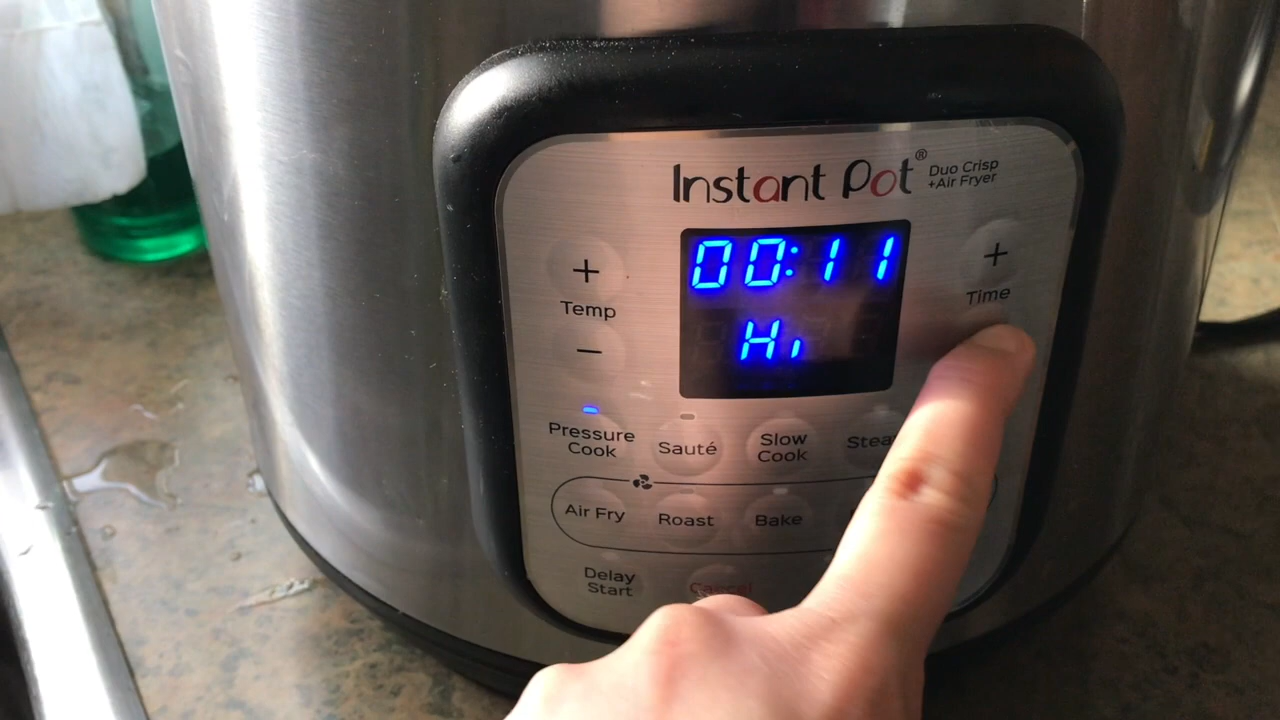 Instant Pot® Duo Crisp
+Air Fryer
00:11
Hi
+
+
Temp
Time
−
Pressure
Cook
Sauté
Slow
Cook
Air Fry
Roast
Bake
Delay
Start
Cancel